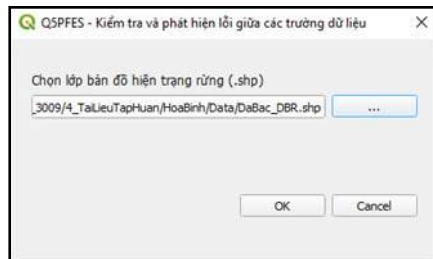 Q5PFES - Kiểm tra và phát hiện lỗi giữa các trường dữ liệu
Chọn lớp bản đồ hiện trạng rừng (.shp)
_3009/4_TaiLieuTapHuan/HoaBinh/Data/DaBac_DBR.shp ...
OK Cancel